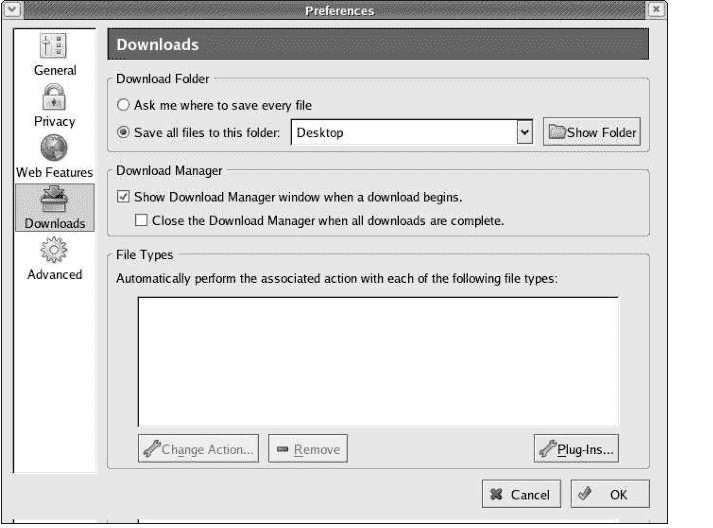 Preferences
General
Privacy
Web Features
Downloads
Advanced
Downloads
Download Folder
Ask me where to save every file
Save all files to this folder: Desktop Show Folder
Download Manager
Show Download Manager window when a download begins.
Close the Download Manager when all downloads are complete.
File Types
Automatically perform the associated action with each of the following file types:
Change Action... Remove Plug-Ins...
Cancel OK